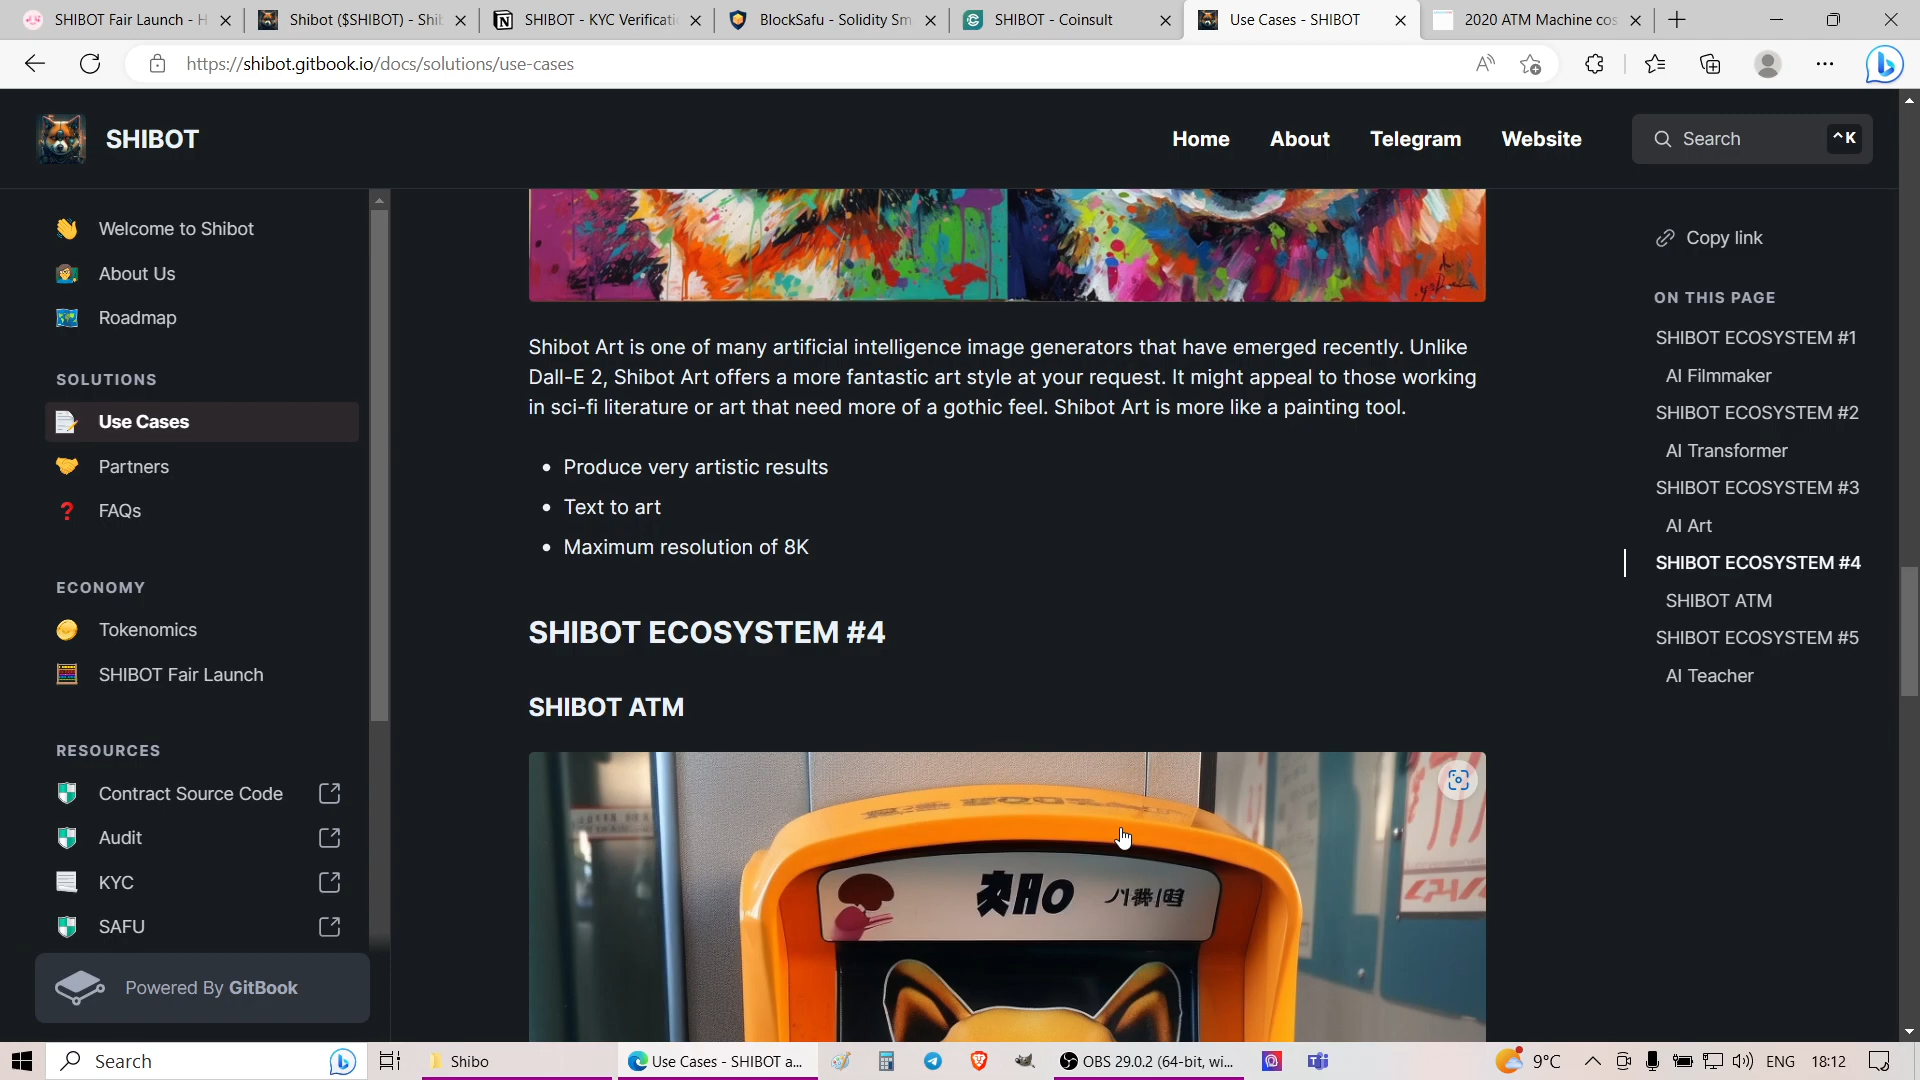 SHIBOT Fair Launch - H
Shibot ($SHIBOT) - Shib
SHIBOT - KYC Verificati
BlockSafu - Solidity Sm
SHIBOT - Coinsult
Use Cases - SHIBOT
2020 ATM Machine cos
https://shibot.gitbook.io/docs/solutions/use-cases
SHIBOT
Home
About
Telegram
Website
Search
^K
Welcome to Shibot
About Us
Roadmap
SOLUTIONS
Use Cases
Partners
FAQs
ECONOMY
Tokenomics
SHIBOT Fair Launch
RESOURCES
Contract Source Code
Audit
KYC
SAFU
Powered By GitBook
Shibot Art is one of many artificial intelligence image generators that have emerged recently. Unlike
Dall-E 2, Shibot Art offers a more fantastic art style at your request. It might appeal to those working
in sci-fi literature or art that need more of a gothic feel. Shibot Art is more like a painting tool.
• Produce very artistic results
• Text to art
• Maximum resolution of 8K
SHIBOT ECOSYSTEM #4
SHIBOT ATM
Copy link
ON THIS PAGE
SHIBOT ECOSYSTEM #1
AI Filmmaker
SHIBOT ECOSYSTEM #2
AI Transformer
SHIBOT ECOSYSTEM #3
AI Art
SHIBOT ECOSYSTEM #4
SHIBOT ATM
SHIBOT ECOSYSTEM #5
AI Teacher
Search
Shibo
Use Cases - SHIBOT a...
OBS 29.0.2 (64-bit, wi...
9°C
ENG
18:12